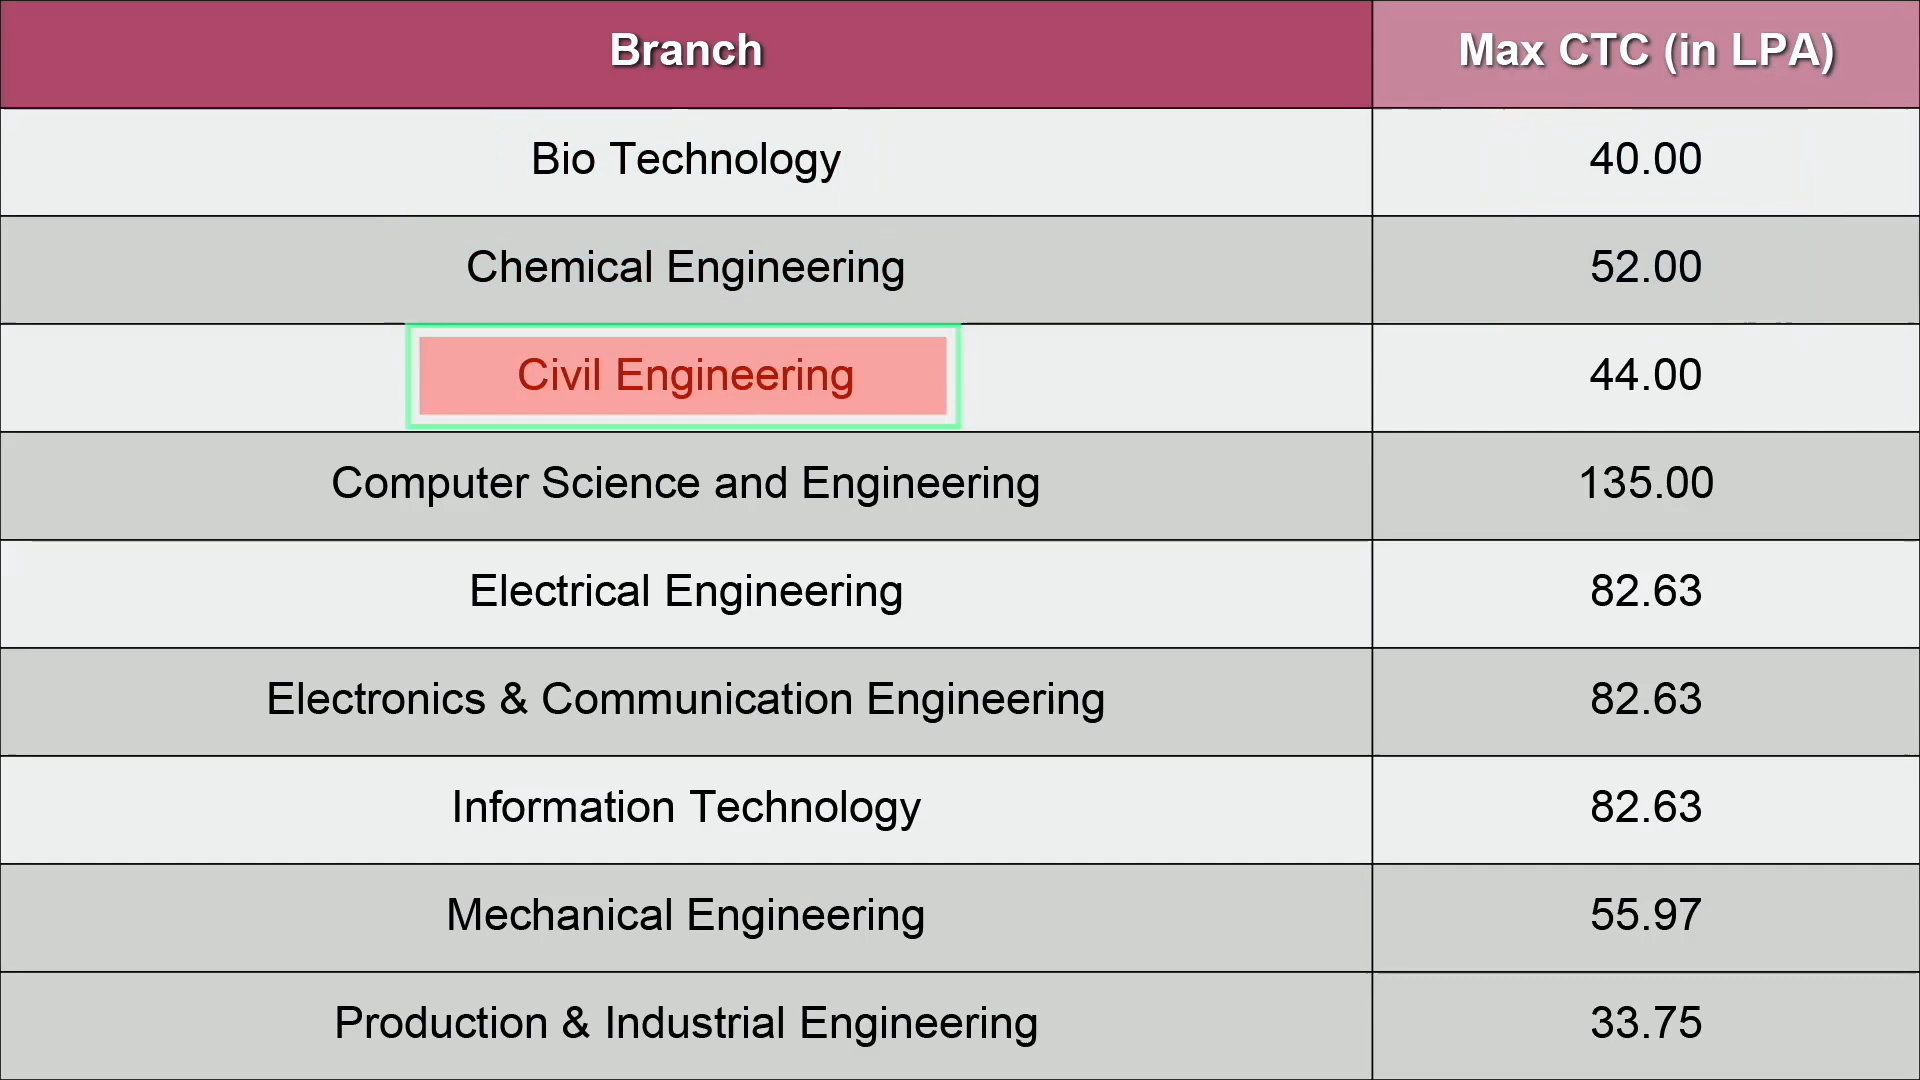 Branch Max CTC (in LPA)
Bio Technology 40.00
Chemical Engineering 52.00
Civil Engineering 44.00
Computer Science and Engineering 135.00
Electrical Engineering 82.63
Electronics & Communication Engineering 82.63
Information Technology 82.63
Mechanical Engineering 55.97
Production & Industrial Engineering 33.75